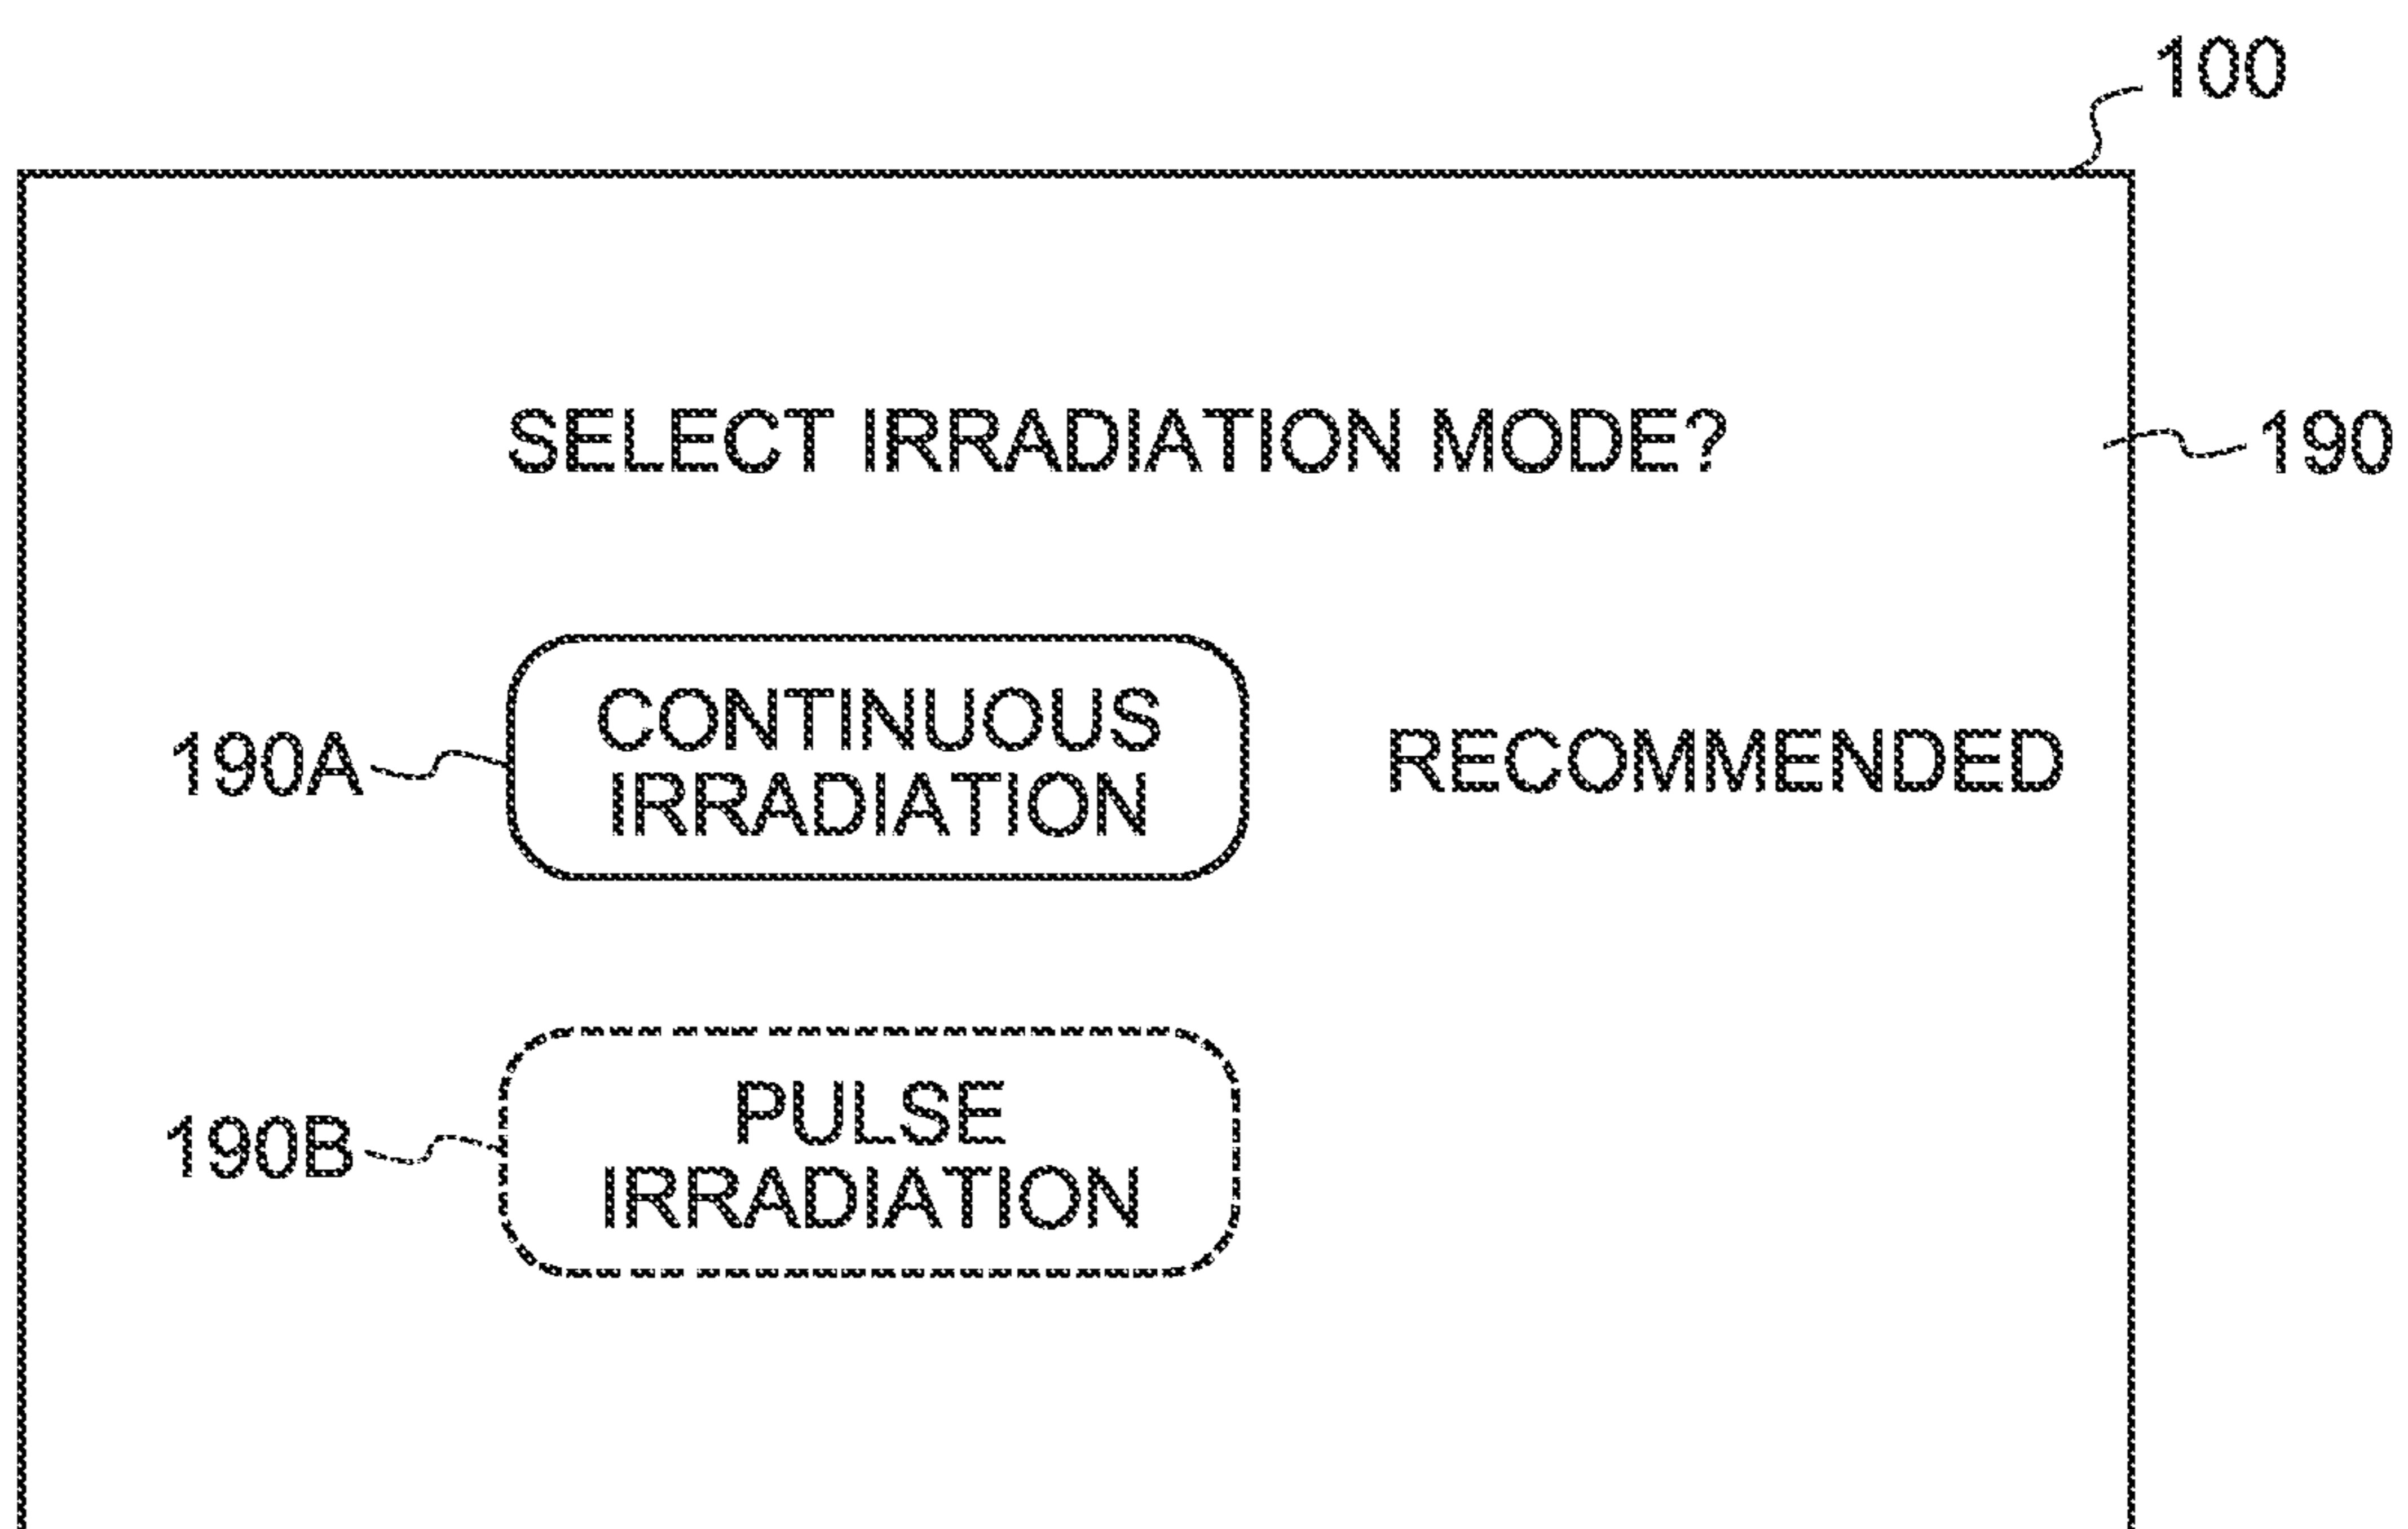 100
SELECT IRRADIATION MODE?
190
CONTINUOUS
IRRADIATION
190A
RECOMMENDED
PULSE
IRRADIATION
190B